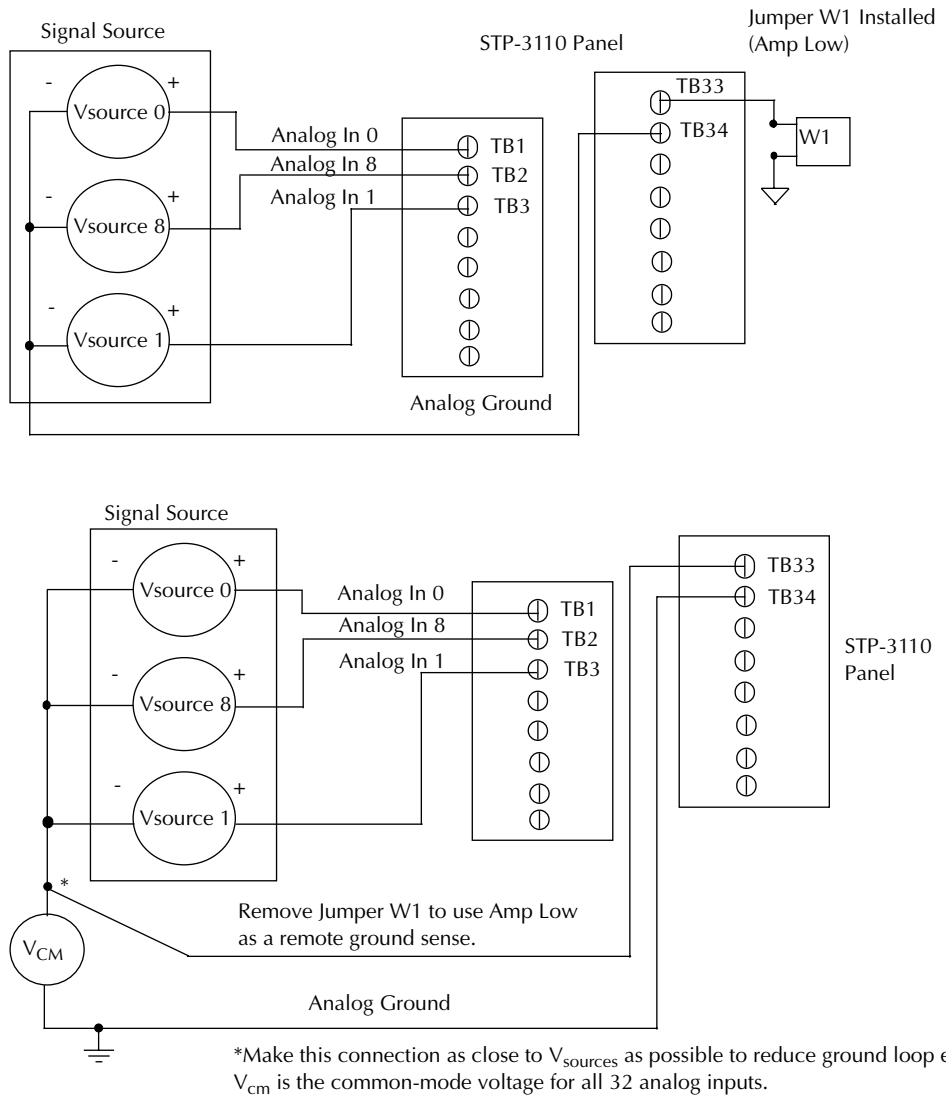 Signal Source
STP-3110 Panel
Jumper W1 Installed
(Amp Low)
- +
Vsource 0
Analog In 0
TB1
TB33
TB34
W1
Analog In 8
TB2
- +
Vsource 8
Analog In 1
TB3
- +
Vsource 1
Analog Ground
Signal Source
- +
Vsource 0
Analog In 0
TB1
TB33
TB34
Analog In 8
TB2
- +
Vsource 8
Analog In 1
TB3
STP-3110
Panel
- +
Vsource 1
*
Remove Jumper W1 to use Amp Low
as a remote ground sense.
VCM
Analog Ground
*Make this connection as close to Vsources as possible to reduce ground loop e
Vcm is the common-mode voltage for all 32 analog inputs.